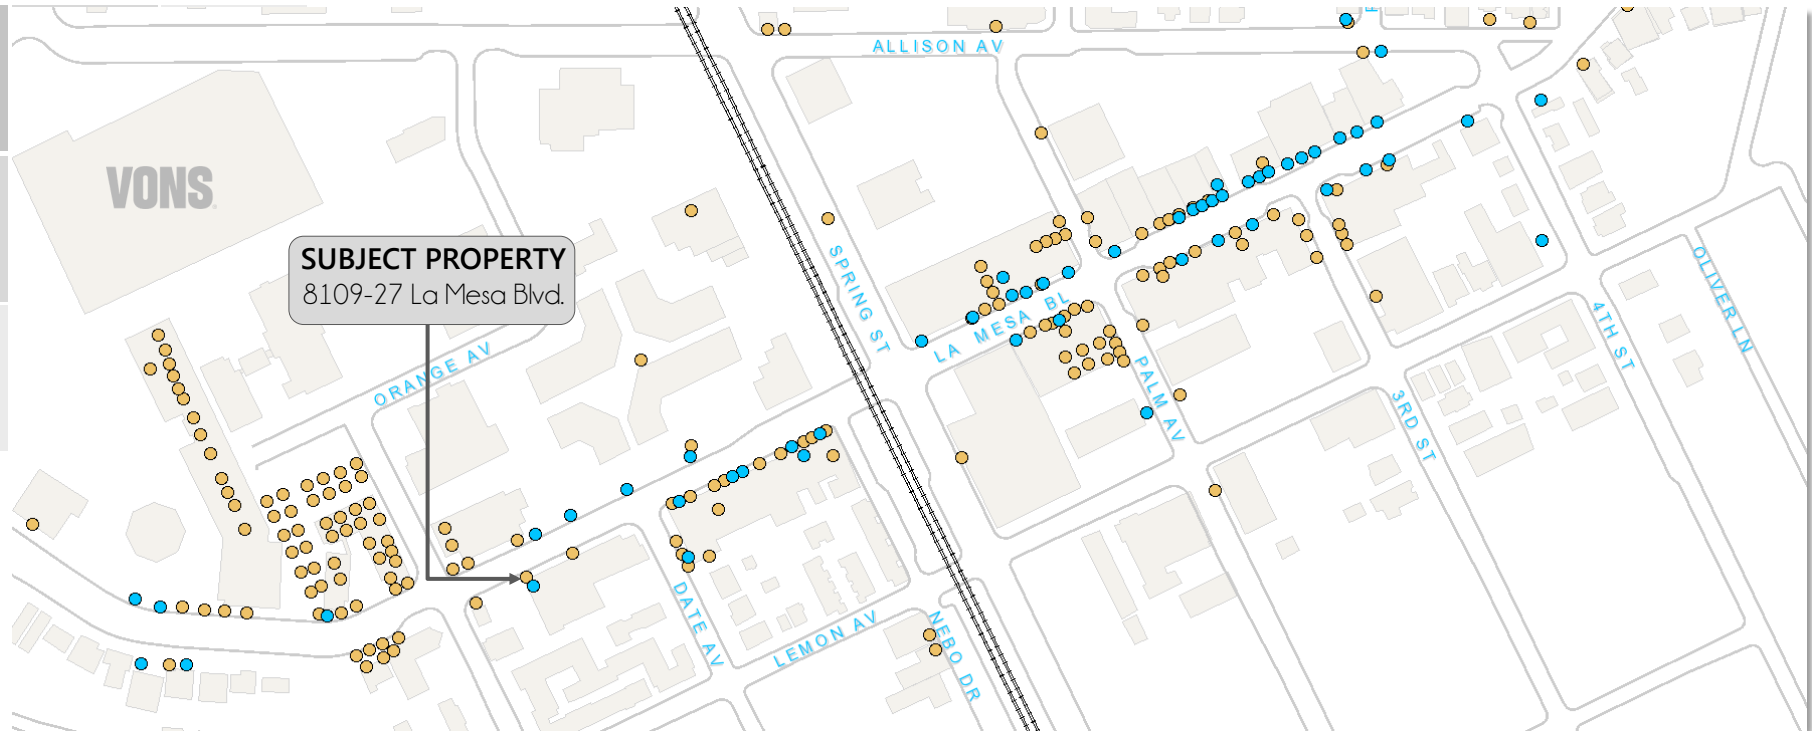 ALLISON AV
VONS
SUBJECT PROPERTY
8109-27 La Mesa Blvd.
SPRING ST
OLIVER LN
LA MESA BL
4TH ST
ORANGE AV
PALM AV
3RD ST
DATE AV
LEMON AV
NEBO DR